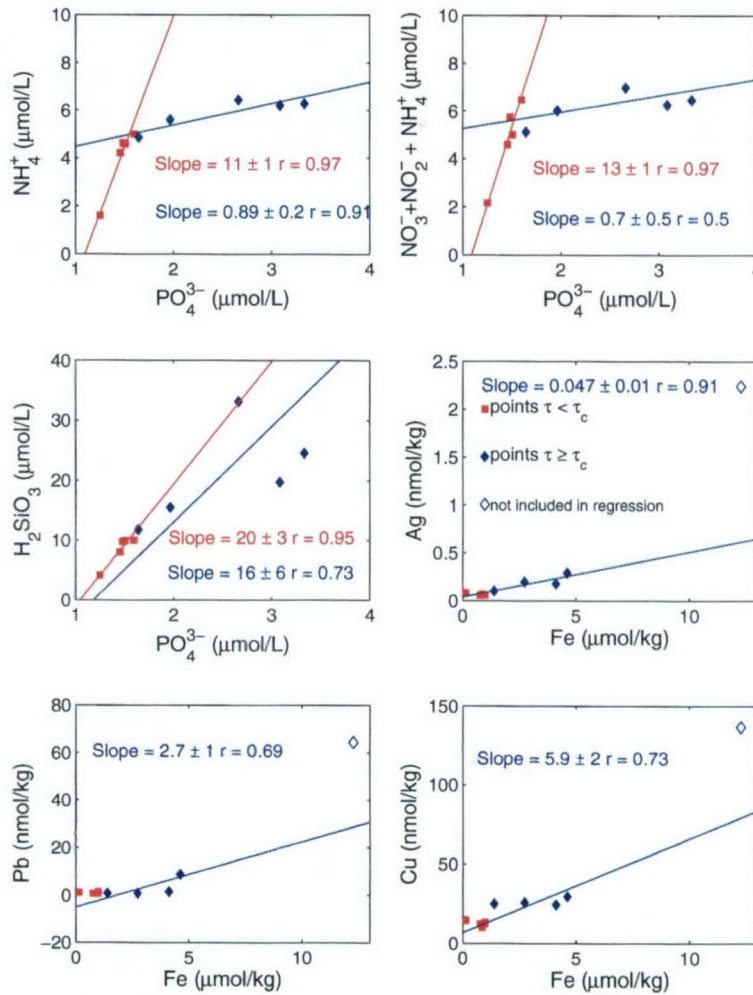 10
8
6
4
2
0
NH₄⁺ (μmol/L)
Slope = 11 ± 1 r = 0.97
Slope = 0.89 ± 0.2 r = 0.91
1 2 3 4
PO₄³⁻ (μmol/L)
10
8
6
4
2
0
NO₃⁻+NO₂⁻ + NH₄⁺ (μmol/L)
Slope = 13 ± 1 r = 0.97
Slope = 0.7 ± 0.5 r = 0.5
1 2 3 4
PO₄³⁻ (μmol/L)
40
30
20
10
0
H₂SiO₃ (μmol/L)
Slope = 20 ± 3 r = 0.95
Slope = 16 ± 6 r = 0.73
1 2 3 4
PO₄³⁻ (μmol/L)
2.5
2
1.5
1
0.5
0
Ag (nmol/kg)
Slope = 0.047 ± 0.01 r = 0.91
points τ < τc
points τ ≥ τc
not included in regression
0 5 10
Fe (μmol/kg)
80
60
40
20
0
−20
Pb (nmol/kg)
Slope = 2.7 ± 1 r = 0.69
0 5 10
Fe (μmol/kg)
150
100
50
0
Cu (nmol/kg)
Slope = 5.9 ± 2 r = 0.73
0 5 10
Fe (μmol/kg)